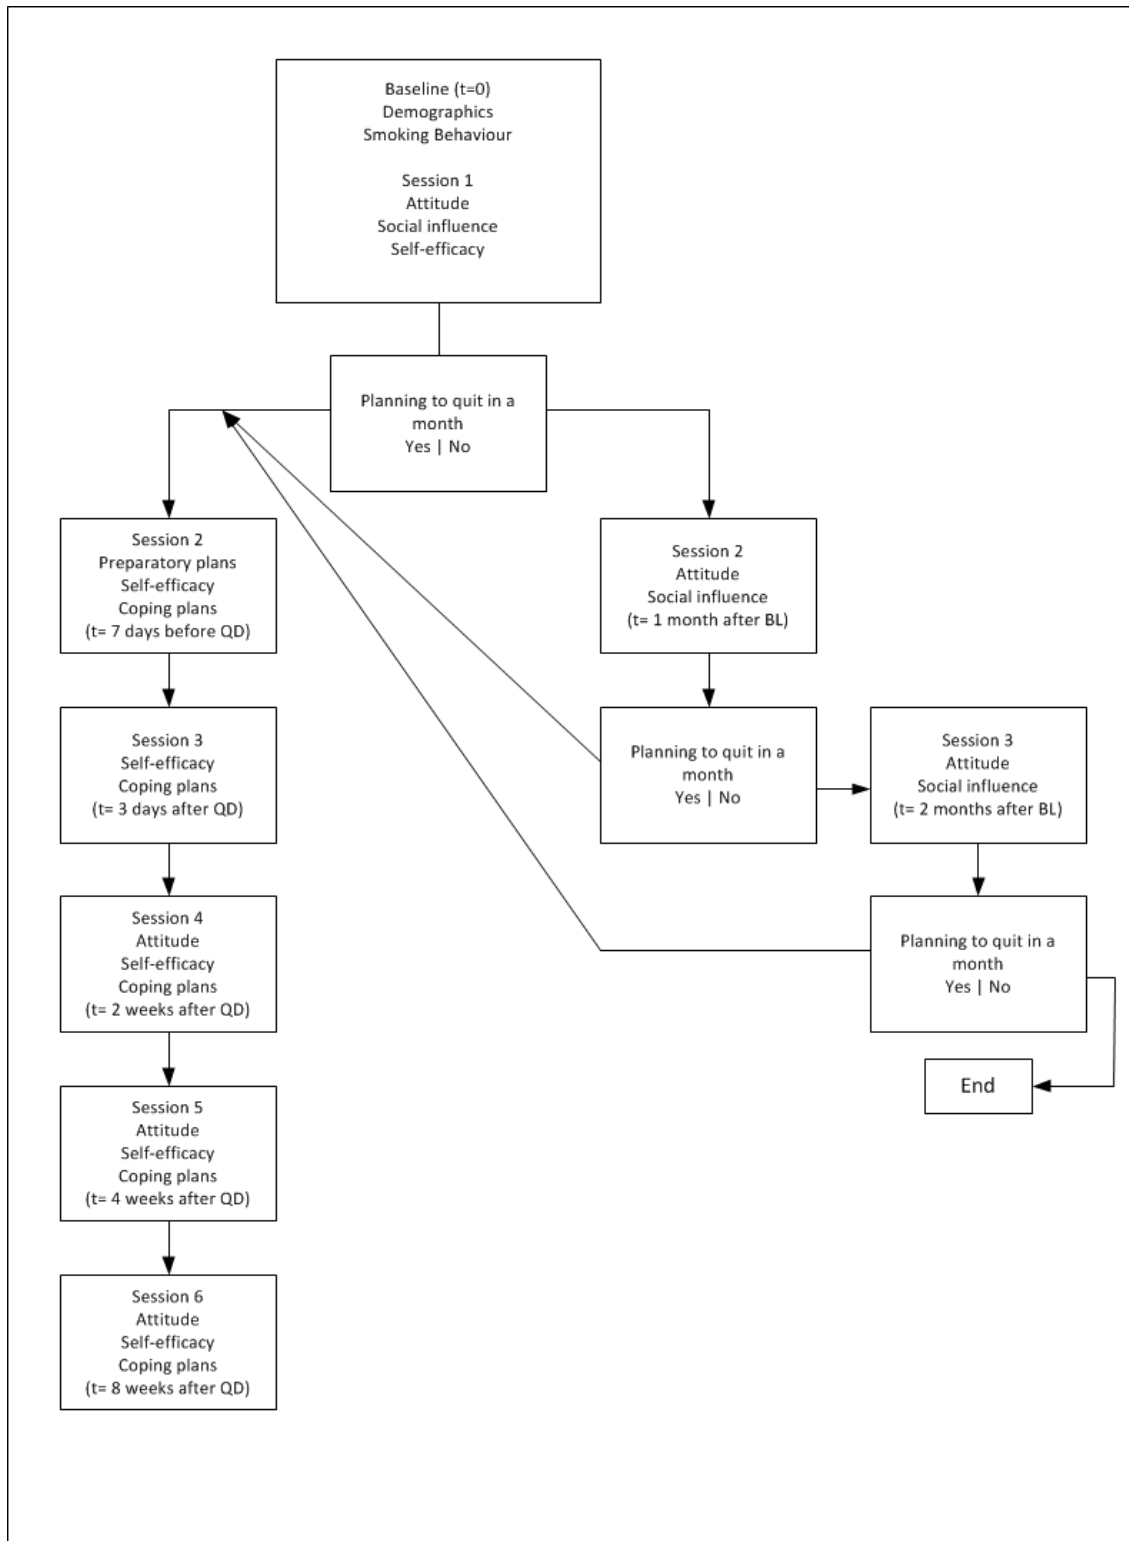 Baseline (t=0)
Demographics
Smoking Behaviour
Session 1
Attitude
Social influence
Self-efficacy
Planning to quit in a
month
Yes | No
Session 2
Preparatory plans
Self-efficacy
Coping plans
(t= 7 days before QD)
Session 2
Attitude
Social influence
(t= 1 month after BL)
Session 3
Self-efficacy
Coping plans
(t= 3 days after QD)
Planning to quit in a
month
Yes | No
Session 3
Attitude
Social influence
(t= 2 months after BL)
Session 4
Attitude
Self-efficacy
Coping plans
(t= 2 weeks after QD)
Planning to quit in a
month
Yes | No
End
Session 5
Attitude
Self-efficacy
Coping plans
(t= 4 weeks after QD)
Session 6
Attitude
Self-efficacy
Coping plans
(t= 8 weeks after QD)